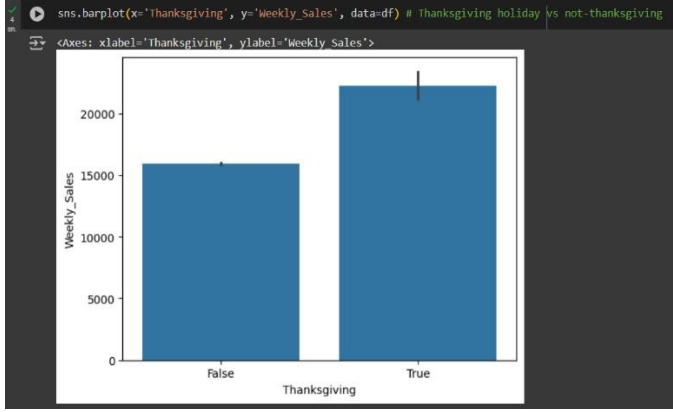 4
sns.barplot(x='Thanksgiving', y='Weekly_Sales', data=df) # Thanksgiving holiday vs not-thanksgiving
<Axes: xlabel='Thanksgiving', ylabel='Weekly_Sales'>
20000
15000
10000
5000
0
Weekly_Sales
False True
Thanksgiving